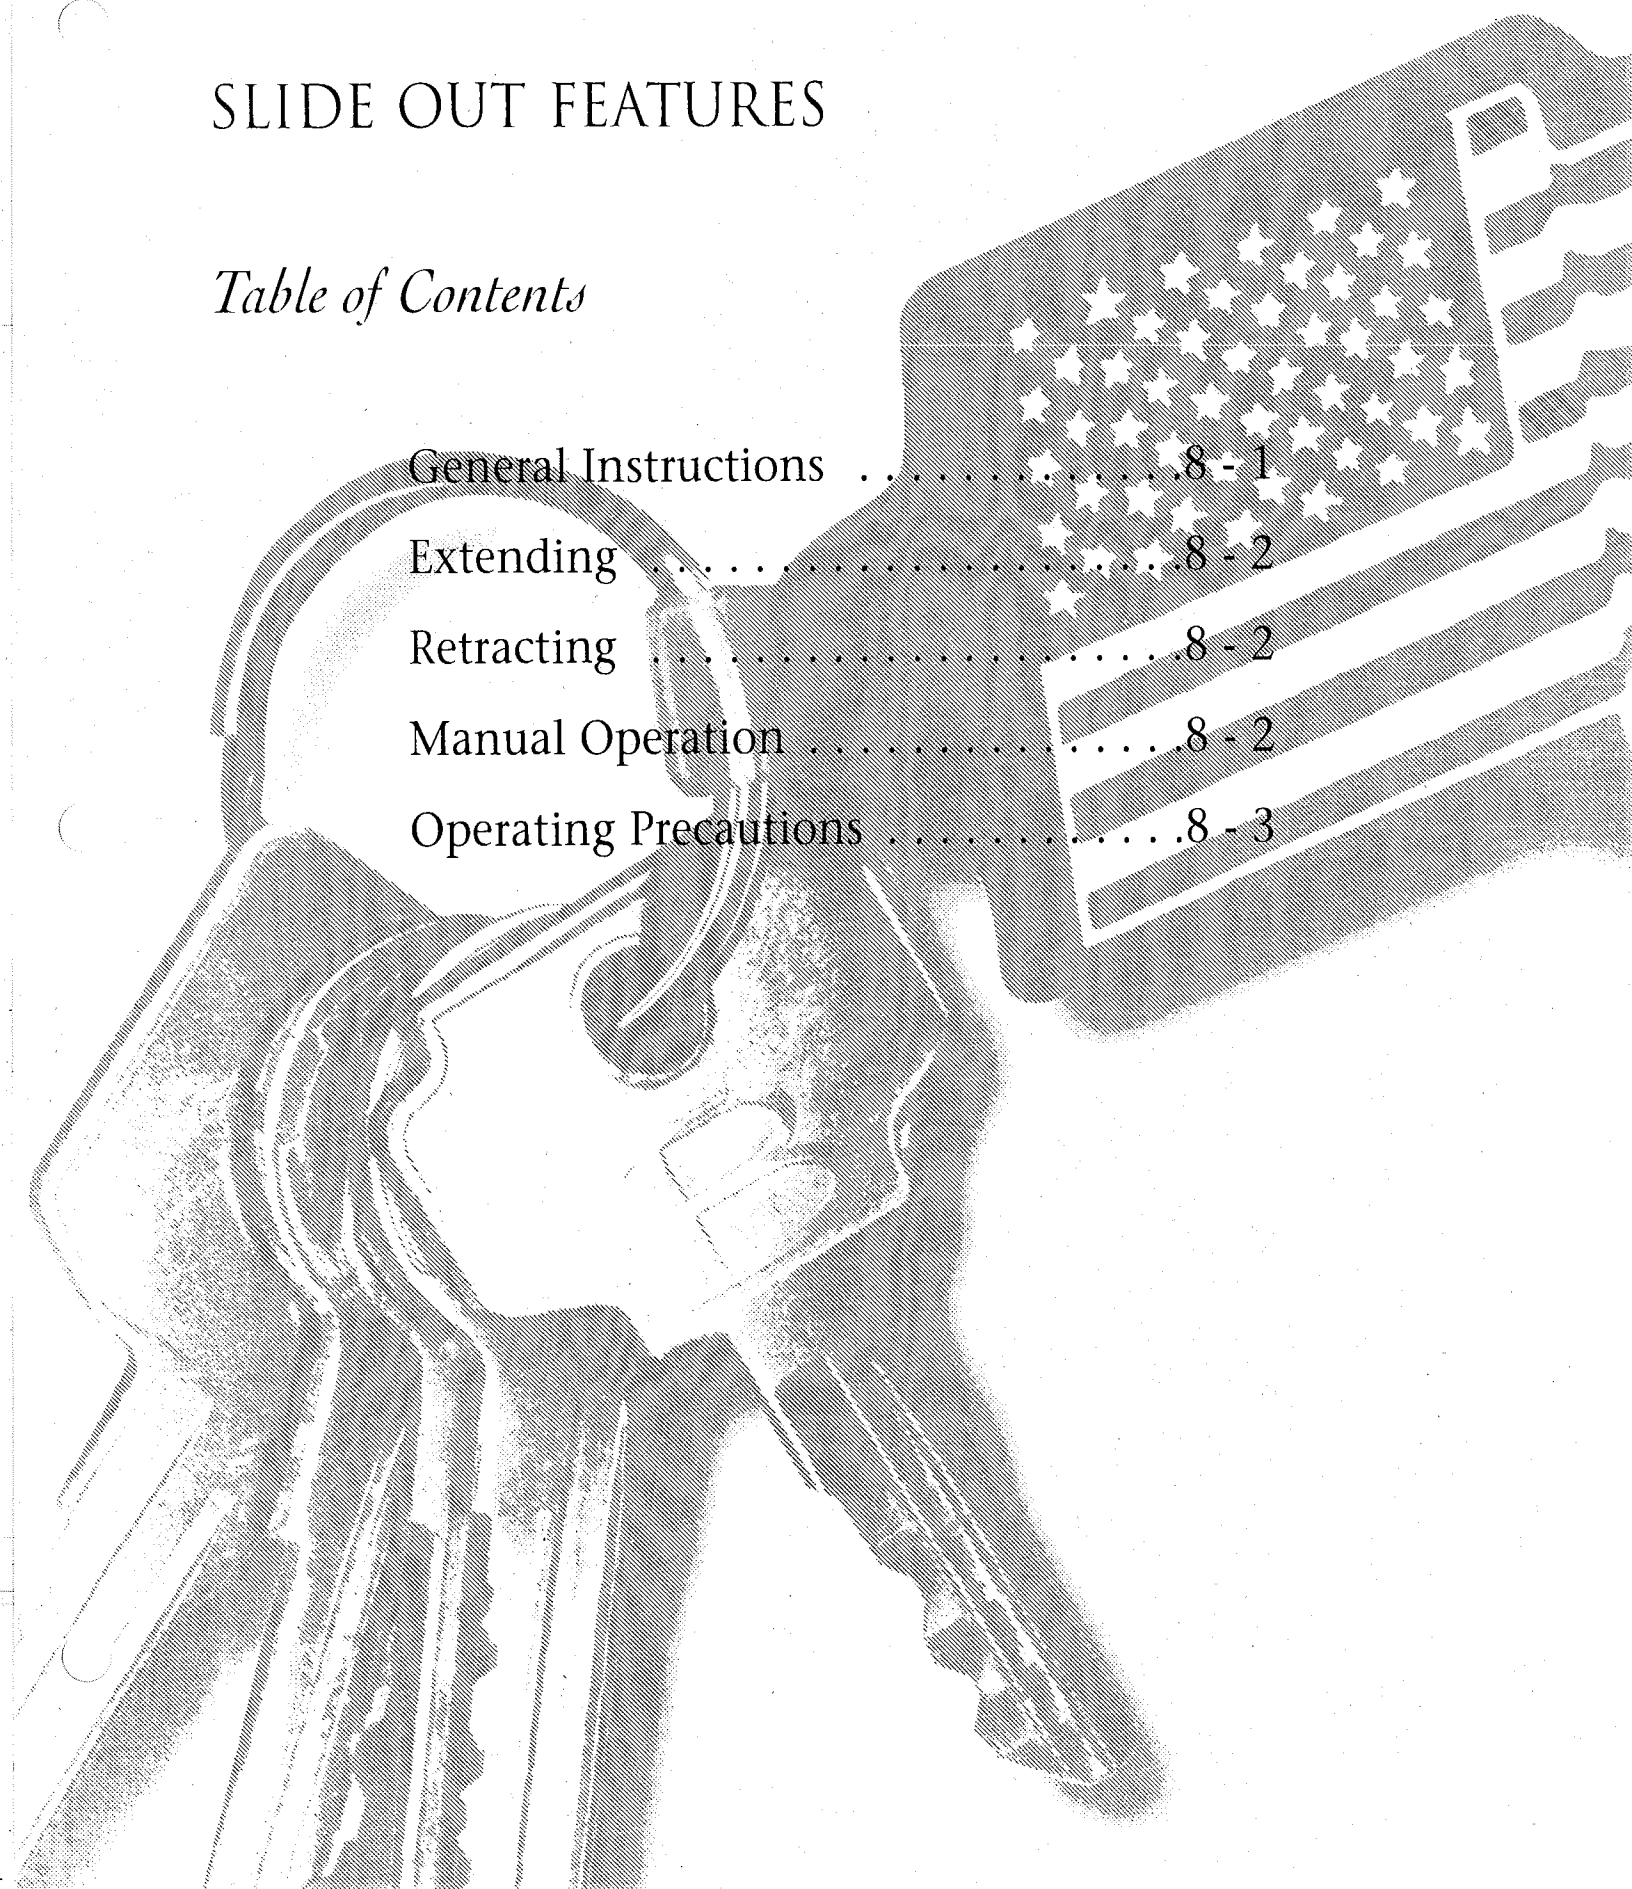 SLIDE OUT FEATURES
Table of Contents
General Instructions . . . . . . . . . . . . .8 - 1
Extending . . . . . . . . . . . . . . . . . . . . .8 - 2
Retracting . . . . . . . . . . . . . . . . . . . . .8 - 2
Manual Operation . . . . . . . . . . . . . . .8 - 2
Operating Precautions . . . . . . . . . . . .8 - 3